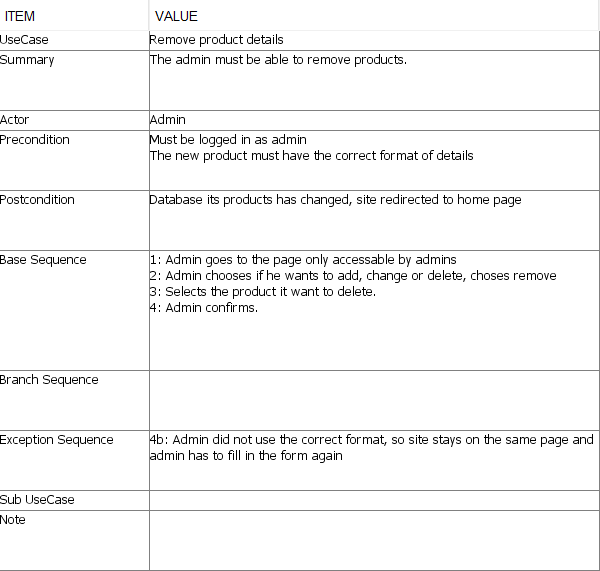 ITEM VALUE
UseCase Remove product details
Summary The admin must be able to remove products.
Actor Admin
Precondition Must be logged in as admin
The new product must have the correct format of details
Postcondition Database its products has changed, site redirected to home page
Base Sequence 1: Admin goes to the page only accessable by admins
2: Admin chooses if he wants to add, change or delete, choses remove
3: Selects the product it want to delete.
4: Admin confirms.
Branch Sequence
Exception Sequence 4b: Admin did not use the correct format, so site stays on the same page and
admin has to fill in the form again
Sub UseCase
Note